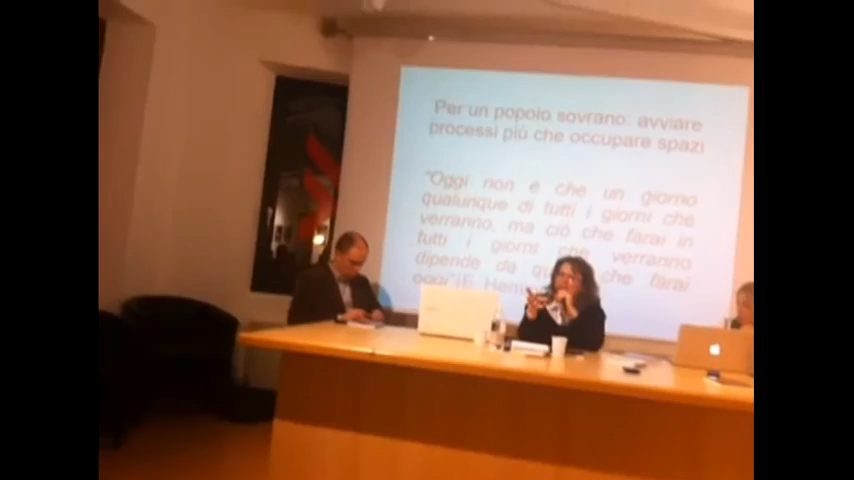 Per un popolo sovrano: avviare
processi più che occupare spazi
"Oggi non è che un giorno
qualunque di tutti i giorni che
verranno, ma ciò che farai in
tutti i giorni che verranno
dipende da che farai
oggi" (E.